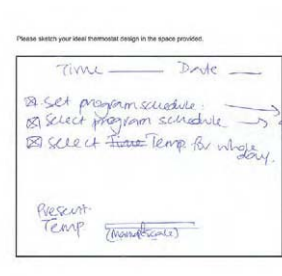 Please sketch your ideal thermostat design in the space provided.
Time Date
set program schedule.
select program schedule.
select Time Temp for whole day.
Present
Temp